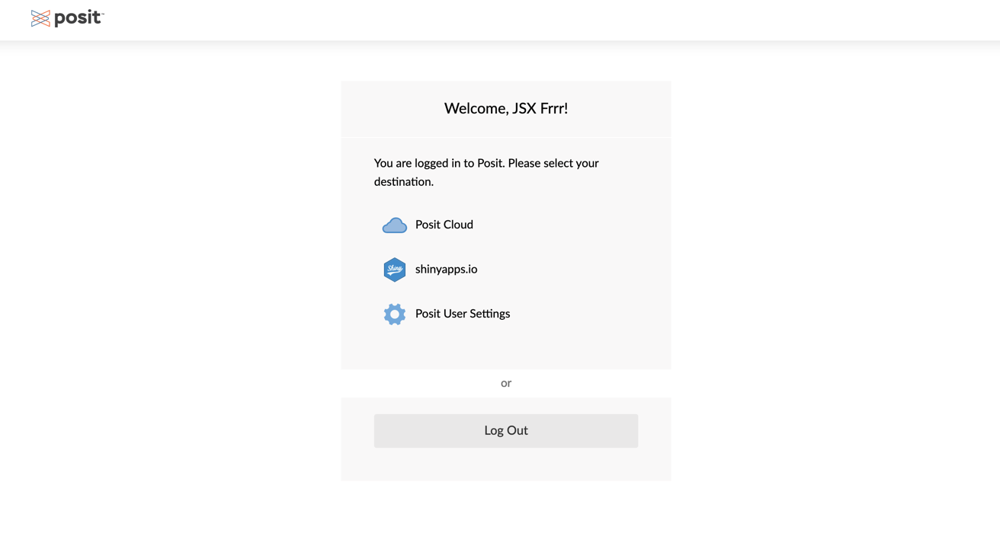 posit™
Welcome, JSX Frrr!
You are logged in to Posit. Please select your
destination.
Posit Cloud
Shiny
shinyapps.io
Posit User Settings
or
Log Out